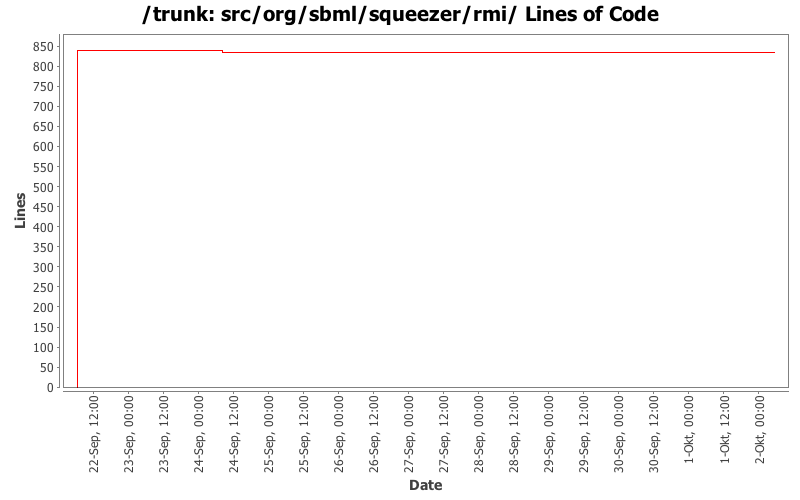 /trunk: src/org/sbml/squeezer/rmi/ Lines of Code
850
800
750
700
650
600
550
500
450
400
350
300
250
200
150
100
50
0
Lines
22-Sep, 12:00
23-Sep, 00:00
23-Sep, 12:00
24-Sep, 00:00
24-Sep, 12:00
25-Sep, 00:00
25-Sep, 12:00
26-Sep, 00:00
26-Sep, 12:00
27-Sep, 00:00
27-Sep, 12:00
28-Sep, 00:00
28-Sep, 12:00
29-Sep, 00:00
29-Sep, 12:00
30-Sep, 00:00
30-Sep, 12:00
1-Okt, 00:00
1-Okt, 12:00
2-Okt, 00:00
Date